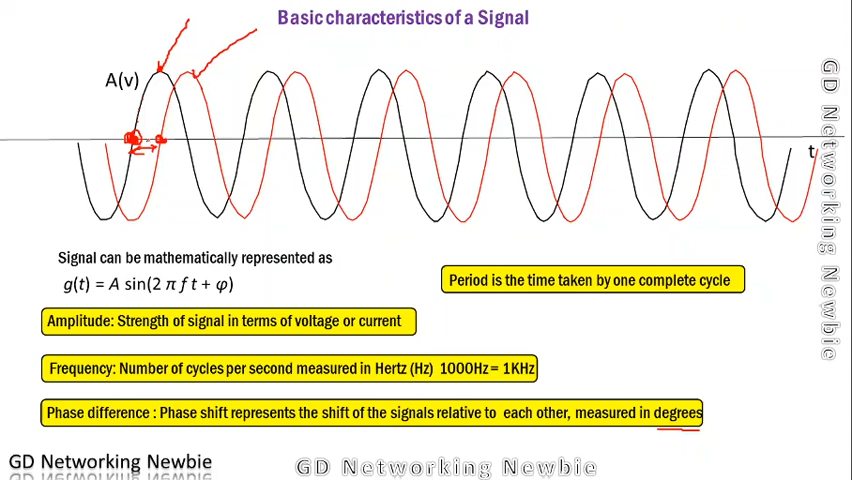 Basic characteristics of a Signal
A(v)
t
Signal can be mathematically represented as
g(t) = A sin(2 π f t + φ)
Period is the time taken by one complete cycle
Amplitude: Strength of signal in terms of voltage or current
Frequency: Number of cycles per second measured in Hertz (Hz) 1000Hz = 1KHz
Phase difference : Phase shift represents the shift of the signals relative to each other, measured in degrees
GD Networking Newbie
GD Networking Newbie
GD Networking Newbie